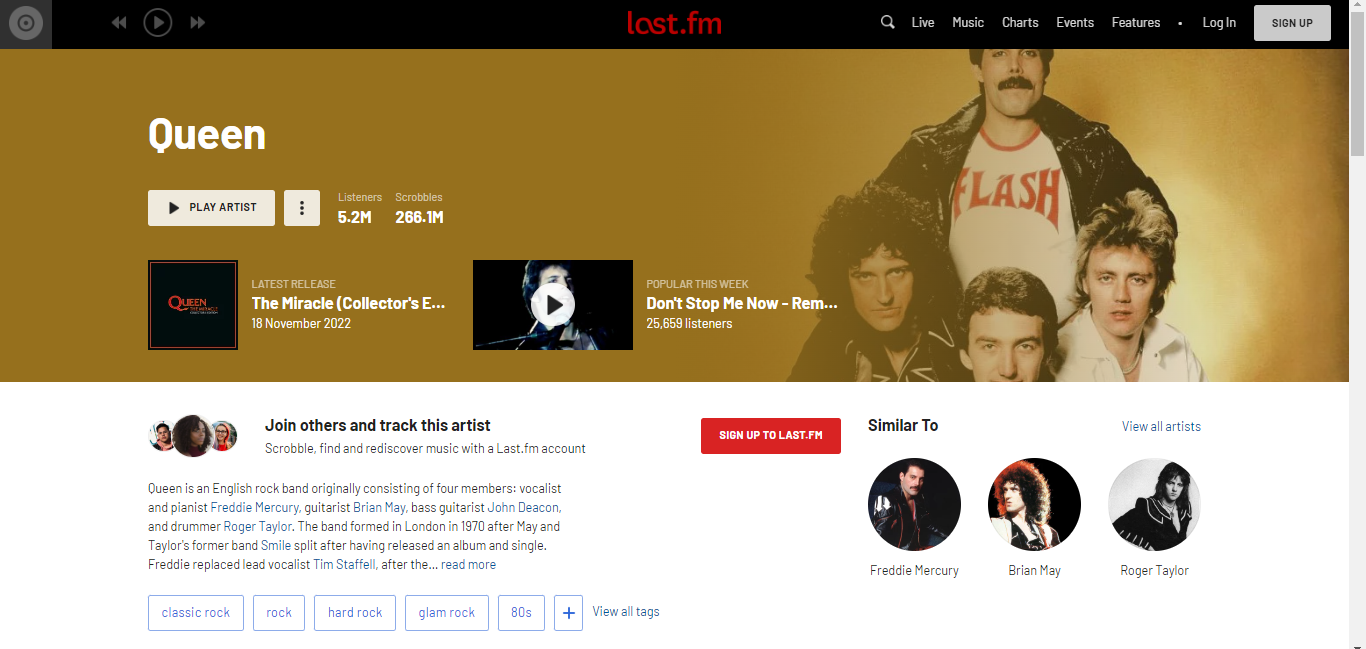 last.fm
Live Music Charts Events Features • Log In SIGN UP
Queen
FLASH
PLAY ARTIST
Listeners Scrobbles
5.2M 266.1M
QUEEN
THE MIRACLE
LATEST RELEASE
The Miracle (Collector's E...
18 November 2022
POPULAR THIS WEEK
Don't Stop Me Now - Rem...
25,659 listeners
Join others and track this artist
Scrobble, find and rediscover music with a Last.fm account
SIGN UP TO LAST.FM
Queen is an English rock band originally consisting of four members: vocalist
and pianist Freddie Mercury, guitarist Brian May, bass guitarist John Deacon,
and drummer Roger Taylor. The band formed in London in 1970 after May and
Taylor's former band Smile split after having released an album and single.
Freddie replaced lead vocalist Tim Staffell, after the... read more
classic rock rock hard rock glam rock 80s + View all tags
Similar To View all artists
Freddie Mercury Brian May Roger Taylor